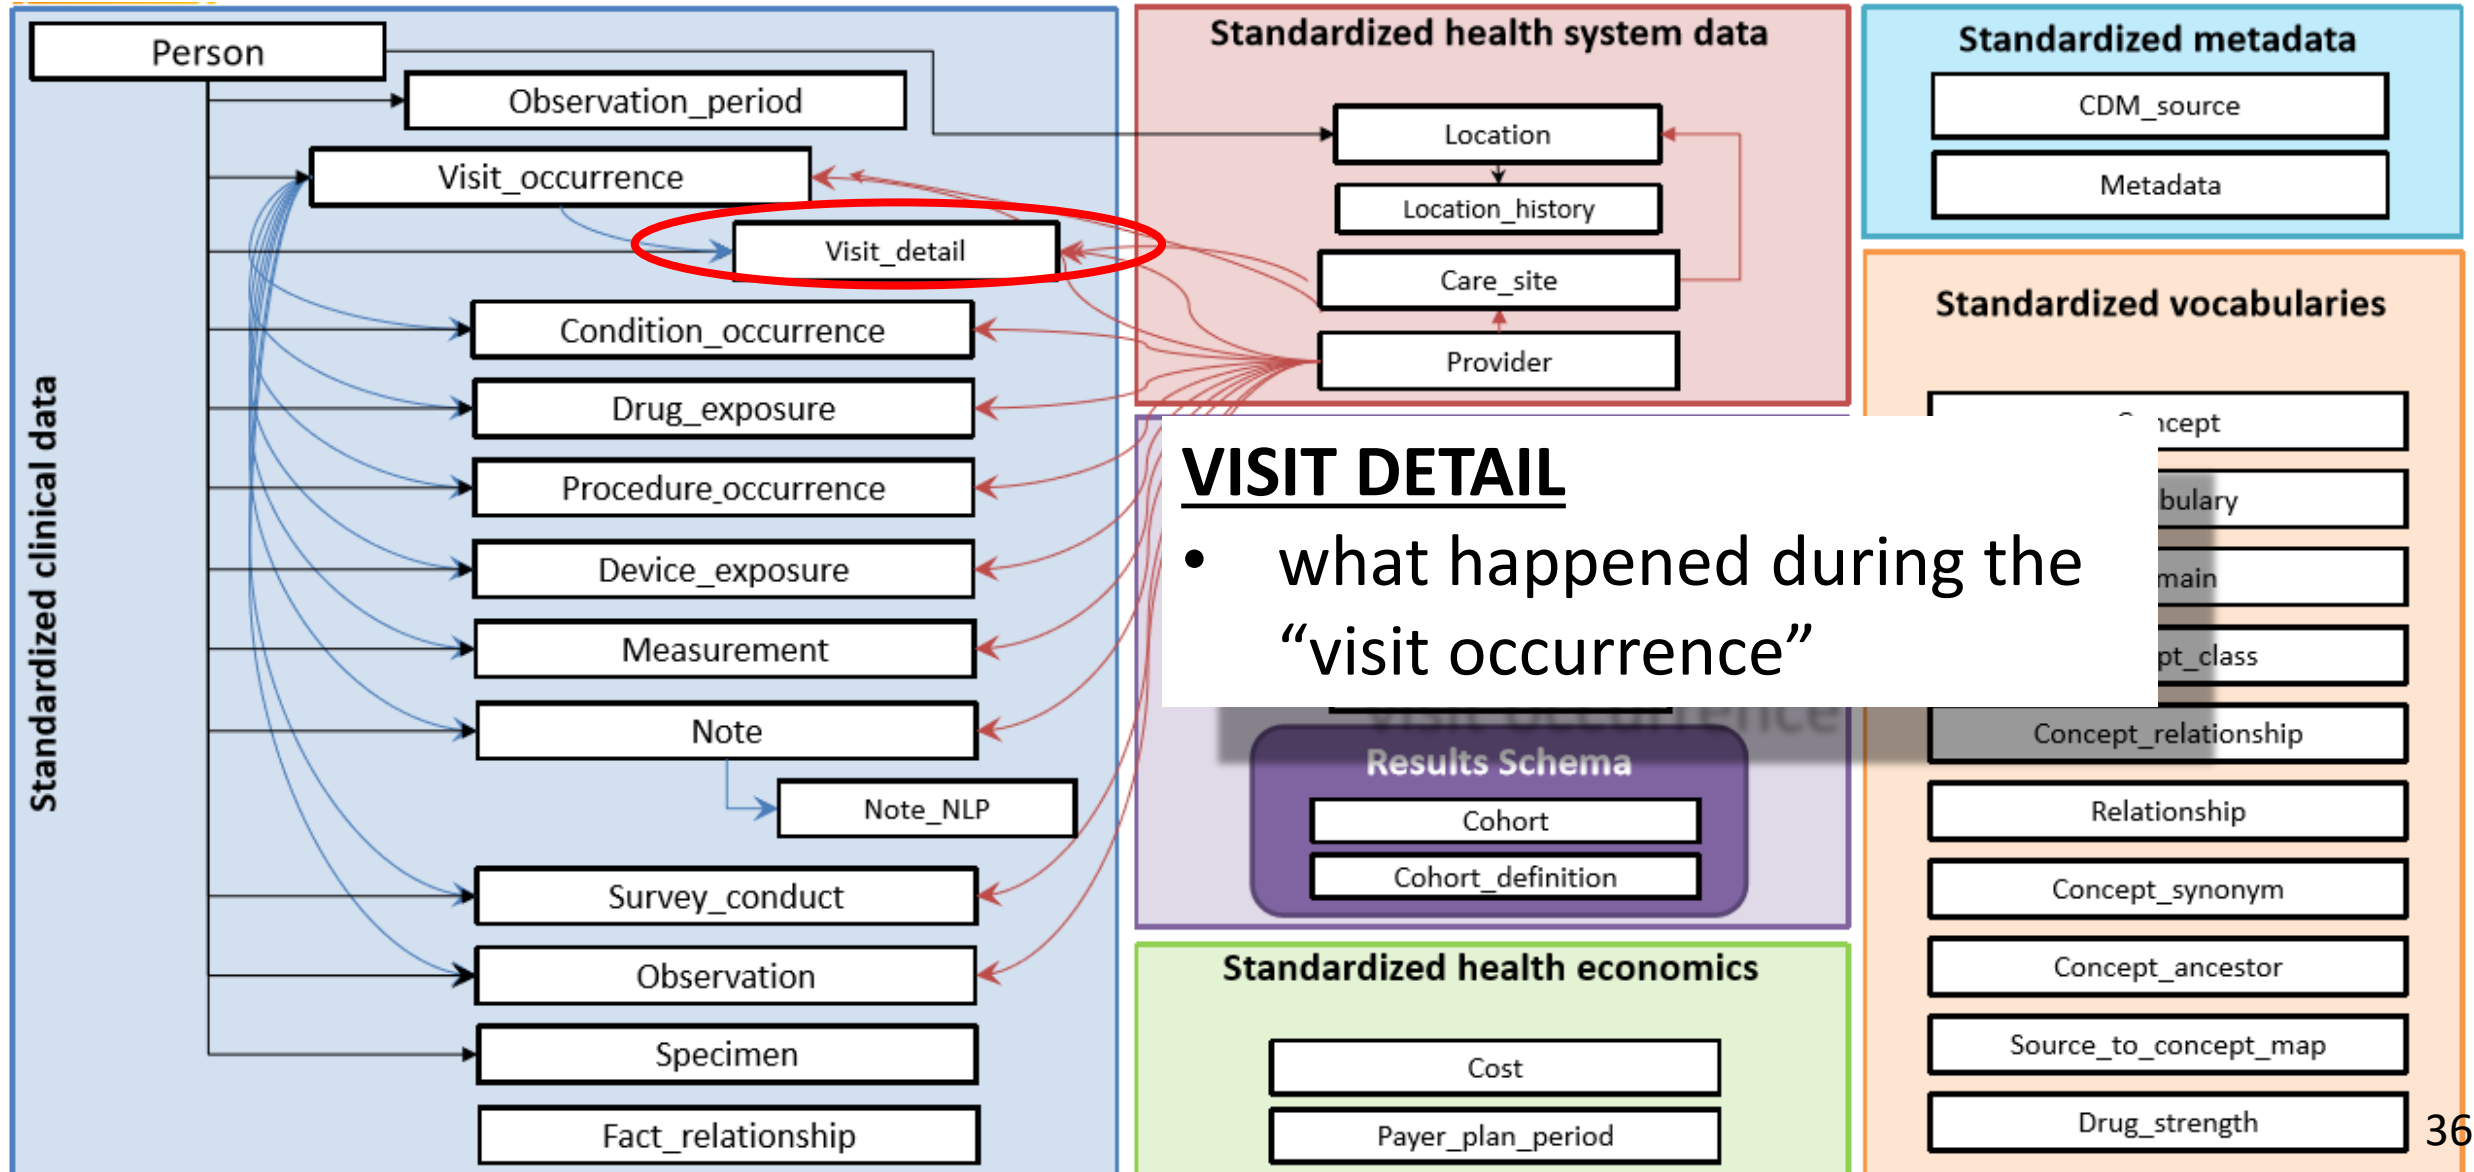 Standardized clinical data
Person
Observation_period
Visit_occurrence
Visit_detail
Condition_occurrence
Drug_exposure
Procedure_occurrence
Device_exposure
Measurement
Note
Note_NLP
Survey_conduct
Observation
Specimen
Fact_relationship
Standardized health system data
Location
Location_history
Care_site
Provider
VISIT DETAIL
• what happened during the
“visit occurrence”
Results Schema
Cohort
Cohort_definition
Standardized health economics
Cost
Payer_plan_period
Standardized metadata
CDM_source
Metadata
Standardized vocabularies
Concept_relationship
Relationship
Concept_synonym
Concept_ancestor
Source_to_concept_map
Drug_strength
36